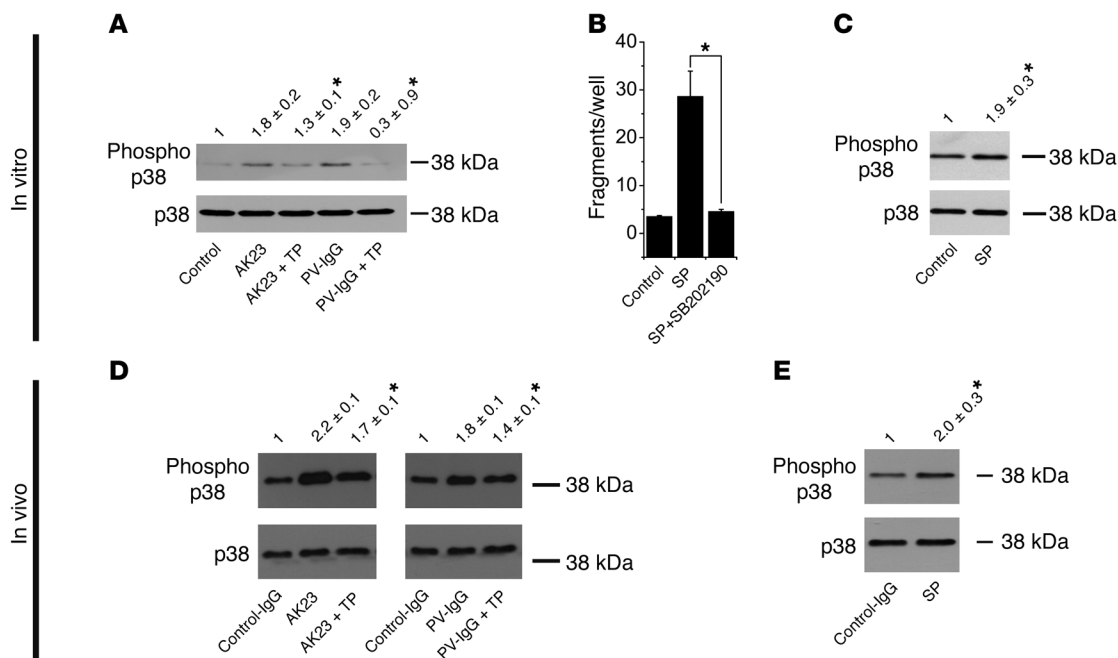 A
B
C
In vitro
1
1.8 ± 0.2
1.3 ± 0.1*
1.9 ± 0.2
0.3 ± 0.9*
Phospho
p38
38 kDa
p38
38 kDa
Control
AK23
AK23 + TP
PV-IgG
PV-IgG + TP
Fragments/well
40
30
20
10
0
*
Control
SP
SP+SB202190
1
1.9 ± 0.3*
Phospho
p38
38 kDa
p38
38 kDa
Control
SP
D
E
In vivo
1
2.2 ± 0.1
1.7 ± 0.1*
1
1.8 ± 0.1
1.4 ± 0.1*
Phospho
p38
38 kDa
p38
38 kDa
Control-IgG
AK23
AK23 + TP
Control-IgG
PV-IgG
PV-IgG + TP
1
2.0 ± 0.3*
Phospho
p38
38 kDa
p38
38 kDa
Control-IgG
SP